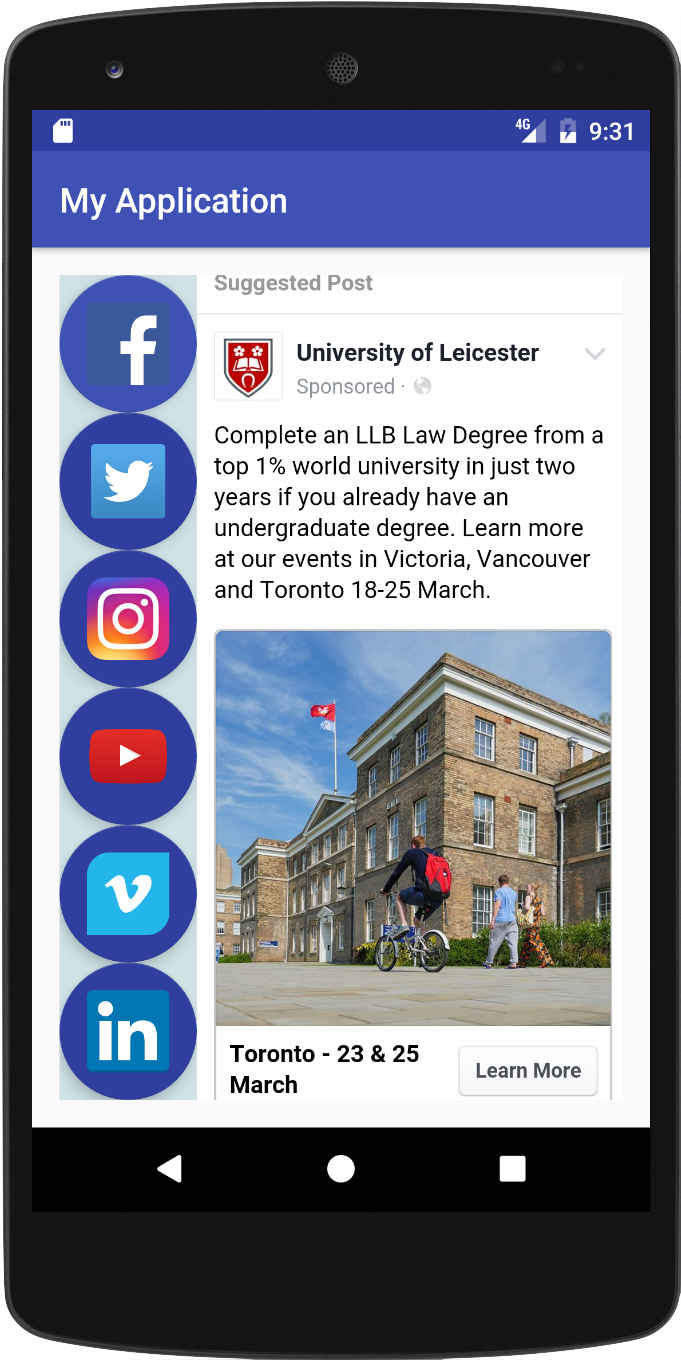 4G 9:31
My Application
Suggested Post
f
University of Leicester
Sponsored ·
Complete an LLB Law Degree from a
top 1% world university in just two
years if you already have an
undergraduate degree. Learn more
at our events in Victoria, Vancouver
and Toronto 18-25 March.
in
Toronto - 23 & 25
March
Learn More